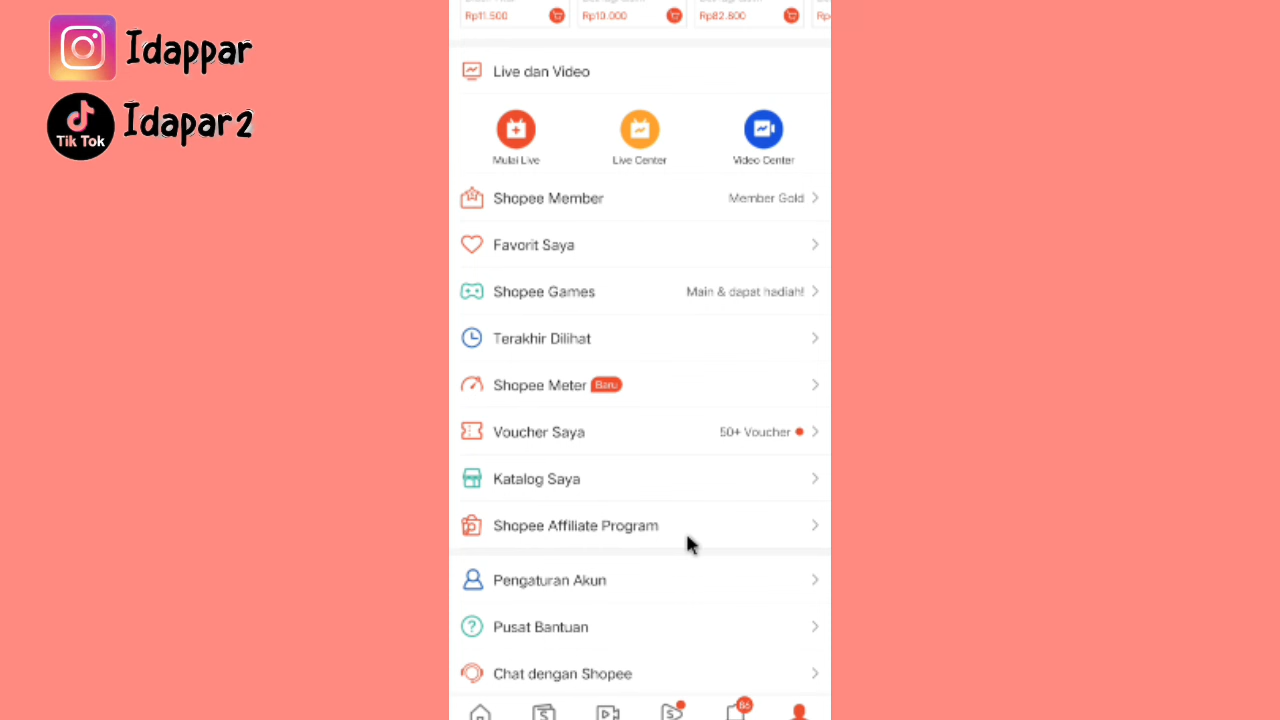 Idappar
Tik Tok
Idapar2
Rp11.500
Rp10.000
Rp82.800
Live dan Video
Mulai Live
Live Center
Video Center
Shopee Member
Member Gold
Favorit Saya
Shopee Games
Main & dapat hadiah!
Terakhir Dilihat
Shopee Meter
Baru
Voucher Saya
50+ Voucher
Katalog Saya
Shopee Affiliate Program
Pengaturan Akun
Pusat Bantuan
Chat dengan Shopee
86